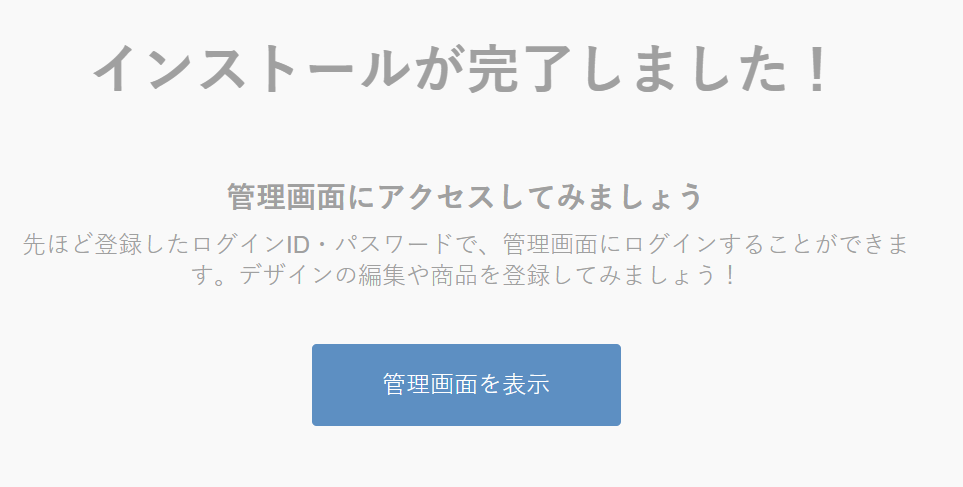 インストールが完了しました！
管理画面にアクセスしてみましょう
先ほど登録したログインID・パスワードで、管理画面にログインすることができま
す。デザインの編集や商品を登録してみましょう！
管理画面を表示